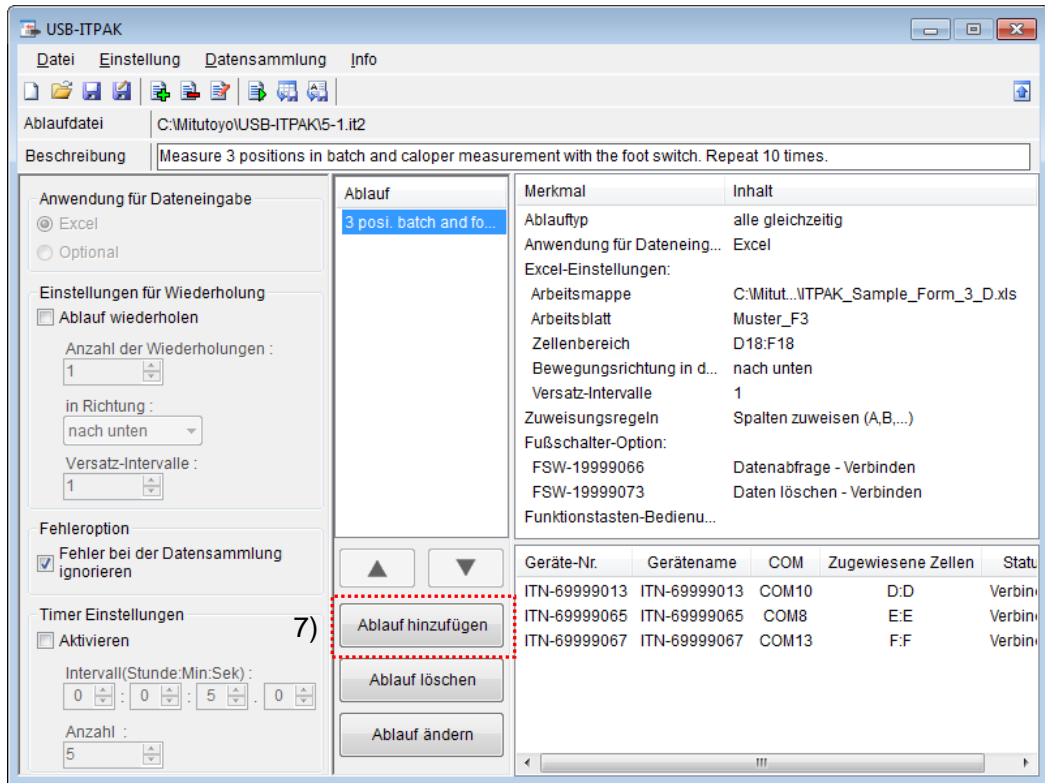 USB-ITPAK
Datei Einstellung Datensammlung Info
Ablaufdatei C:\Mitutoyo\USB-ITPAK\5-1.it2
Beschreibung Measure 3 positions in batch and caloper measurement with the foot switch. Repeat 10 times.
Anwendung für Dateneingabe
Excel
Optional
Einstellungen für Wiederholung
Ablauf wiederholen
Anzahl der Wiederholungen :
1
in Richtung :
nach unten
Versatz-Intervalle :
1
Fehleroption
Fehler bei der Datensammlung
ignorieren
Timer Einstellungen
Aktivieren
Intervall(Stunde:Min:Sek) :
0 : 0 : 5 . 0
Anzahl :
5
Ablauf
3 posi. batch and fo...
7)
Ablauf hinzufügen
Ablauf löschen
Ablauf ändern
Merkmal Inhalt
Ablauftyp alle gleichzeitig
Anwendung für Dateneing... Excel
Excel-Einstellungen:
Arbeitsmappe C:\Mitut...\ITPAK_Sample_Form_3_D.xls
Arbeitsblatt Muster_F3
Zellenbereich D18:F18
Bewegungsrichtung in d... nach unten
Versatz-Intervalle 1
Zuweisungsregeln Spalten zuweisen (A,B,...)
Fußschalter-Option:
FSW-19999066 Datenabfrage - Verbinden
FSW-19999073 Daten löschen - Verbinden
Funktionstasten-Bedienu...
Geräte-Nr. Gerätename COM Zugewiesene Zellen Statu
ITN-69999013 ITN-69999013 COM10 D:D Verbin
ITN-69999065 ITN-69999065 COM8 E:E Verbin
ITN-69999067 ITN-69999067 COM13 F:F Verbin